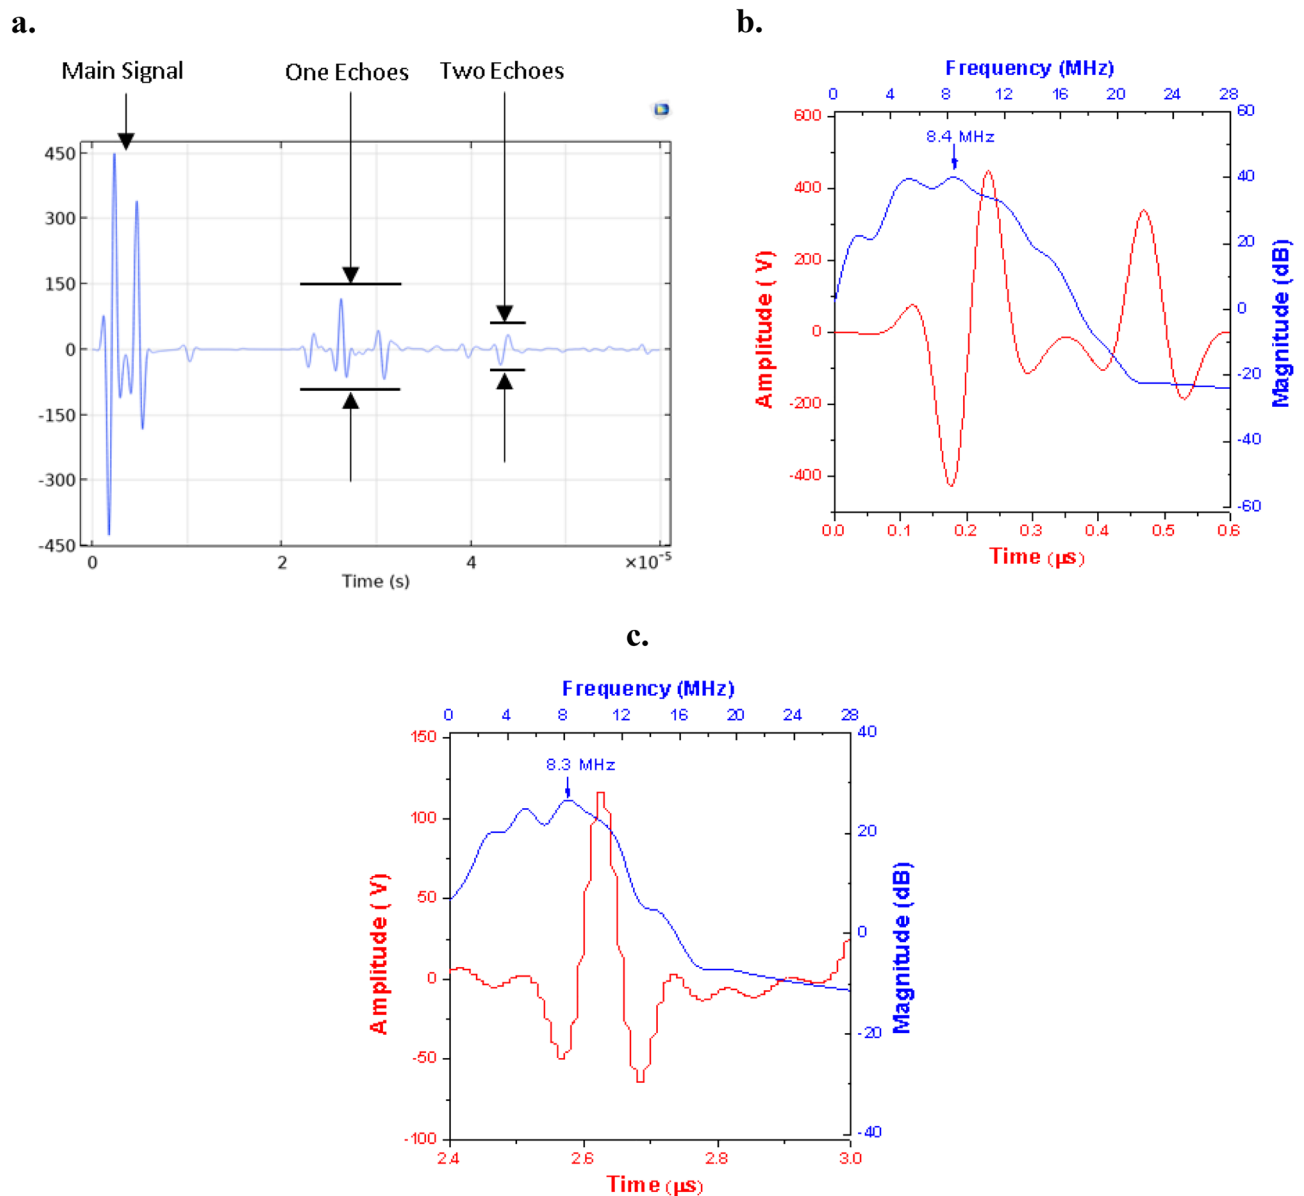 a.
Main Signal One Echoes Two Echoes
450
300
150
0
-150
-300
-450
0 2 4 ×10⁻⁵
Time (s)
b.
Frequency (MHz)
0 4 8 12 16 20 24 28
8.4 MHz
600
400
200
0
-200
-400
Amplitude ( V)
60
40
20
0
-20
-40
-60
Magnitude (dB)
0.0 0.1 0.2 0.3 0.4 0.5 0.6
Time (μs)
c.
Frequency (MHz)
0 4 8 12 16 20 24 28
8.3 MHz
150
100
50
0
-50
-100
Amplitude ( V)
40
20
0
-20
-40
Magnitude (dB)
2.4 2.6 2.8 3.0
Time (μs)